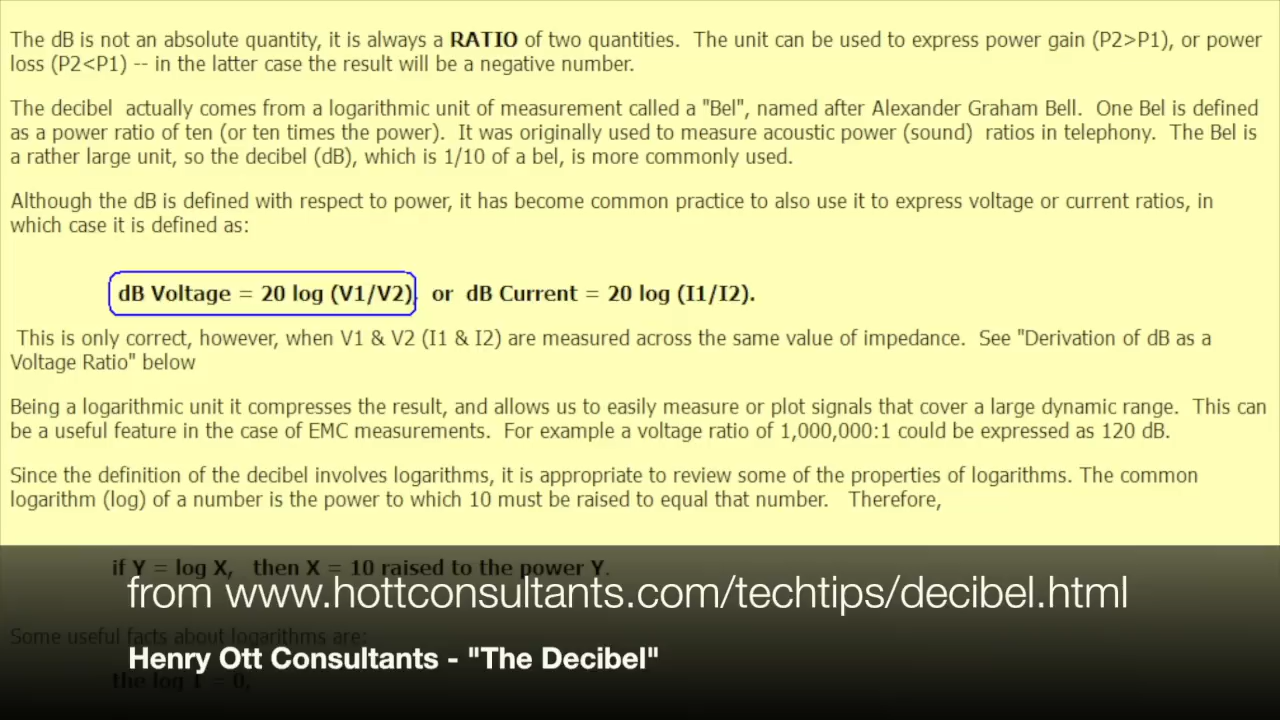 The dB is not an absolute quantity, it is always a RATIO of two quantities.  The unit can be used to express power gain (P2>P1), or power
loss (P2<P1) -- in the latter case the result will be a negative number.
The decibel  actually comes from a logarithmic unit of measurement called a "Bel", named after Alexander Graham Bell.  One Bel is defined
as a power ratio of ten (or ten times the power).  It was originally used to measure acoustic power (sound)  ratios in telephony.  The Bel is
a rather large unit, so the decibel (dB), which is 1/10 of a bel, is more commonly used.
Although the dB is defined with respect to power, it has become common practice to also use it to express voltage or current ratios, in
which case it is defined as:
dB Voltage = 20 log (V1/V2)  or  dB Current = 20 log (I1/I2).
This is only correct, however, when V1 & V2 (I1 & I2) are measured across the same value of impedance.  See "Derivation of dB as a
Voltage Ratio" below
Being a logarithmic unit it compresses the result, and allows us to easily measure or plot signals that cover a large dynamic range.  This can
be a useful feature in the case of EMC measurements.  For example a voltage ratio of 1,000,000:1 could be expressed as 120 dB.
Since the definition of the decibel involves logarithms, it is appropriate to review some of the properties of logarithms. The common
logarithm (log) of a number is the power to which 10 must be raised to equal that number.   Therefore,
if Y = log X,   then X = 10 raised to the power Y.
from www.hottconsultants.com/techtips/decibel.html
Some useful facts about logarithms are:
Henry Ott Consultants - "The Decibel"
the log 1 = 0,